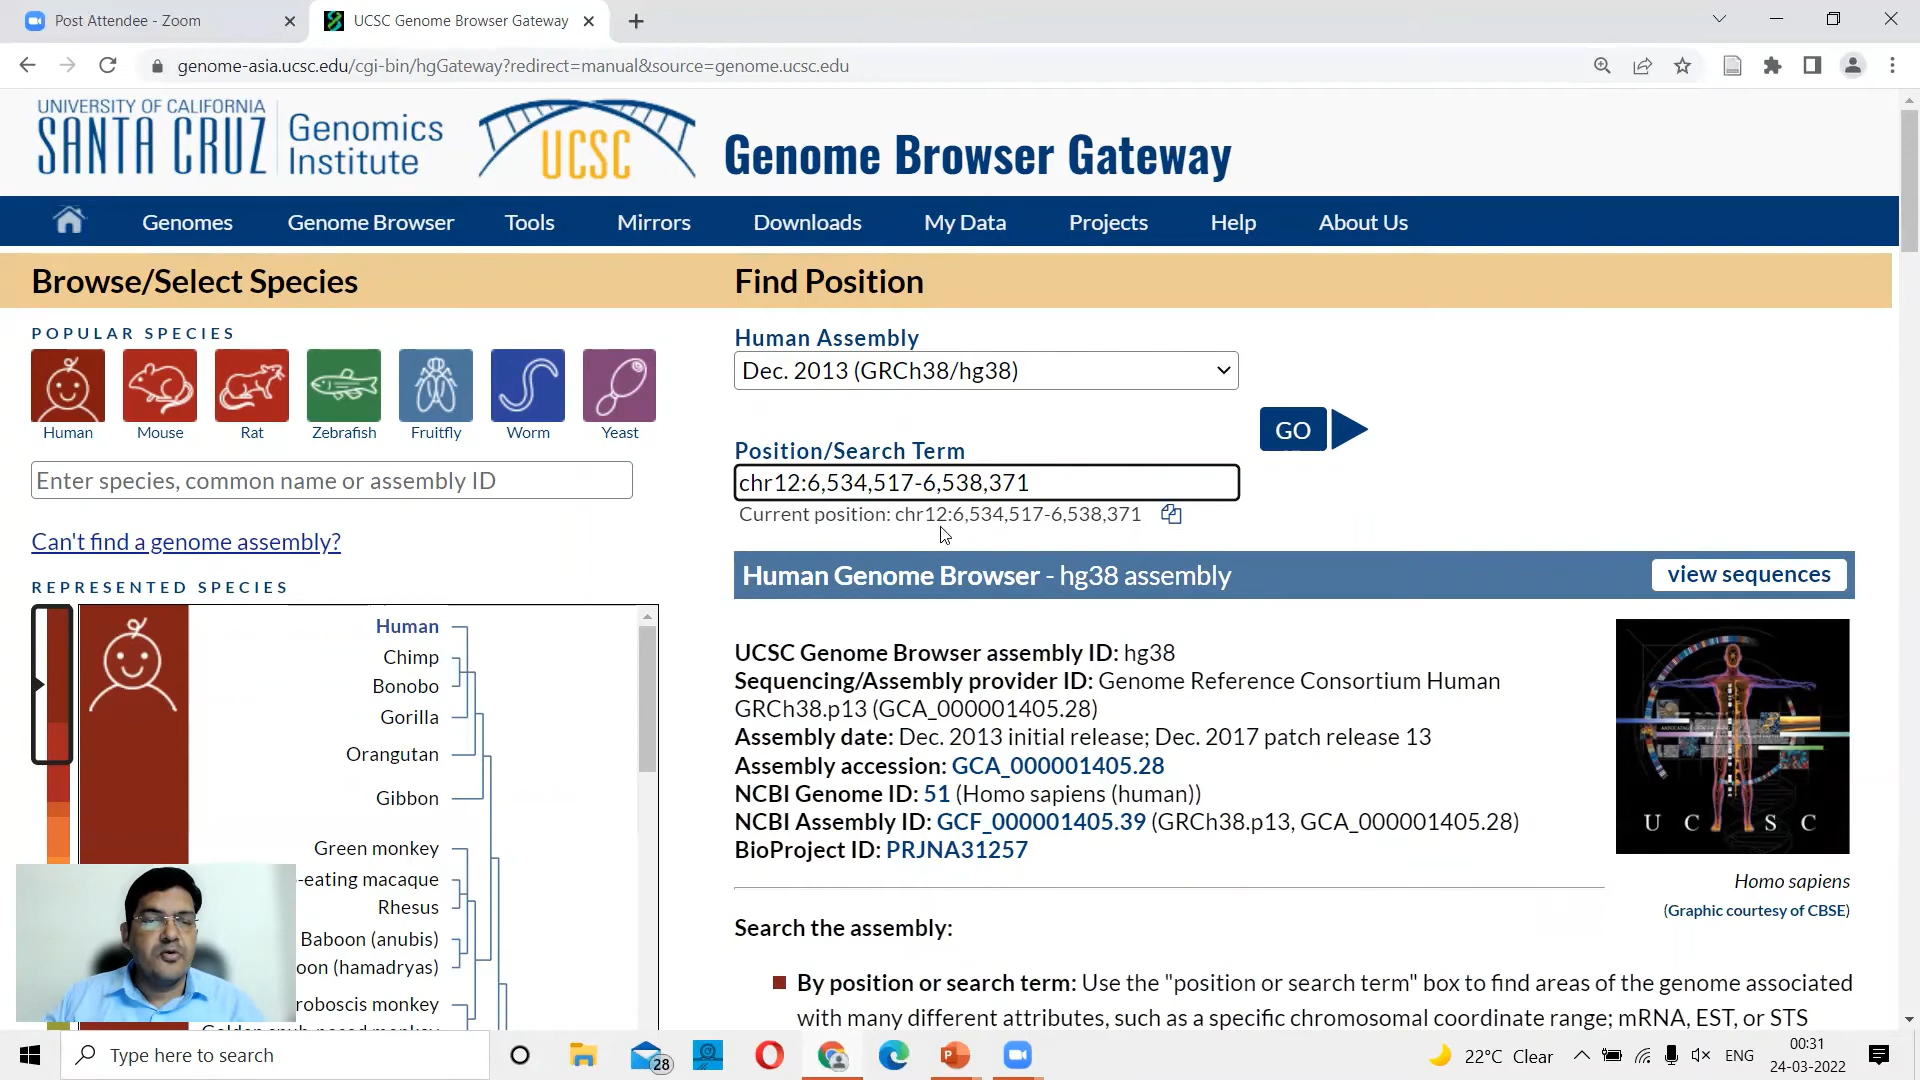 Post Attendee - Zoom
UCSC Genome Browser Gateway
genome-asia.ucsc.edu/cgi-bin/hgGateway?redirect=manual&source=genome.ucsc.edu
UNIVERSITY OF CALIFORNIA
SANTA CRUZ
Genomics
Institute
UCSC
Genome Browser Gateway
Genomes
Genome Browser
Tools
Mirrors
Downloads
My Data
Projects
Help
About Us
Browse/Select Species
POPULAR SPECIES
Human
Mouse
Rat
Zebrafish
Fruitfly
Worm
Yeast
Enter species, common name or assembly ID
Can't find a genome assembly?
REPRESENTED SPECIES
Human
Chimp
Bonobo
Gorilla
Orangutan
Gibbon
Green monkey
-eating macaque
Rhesus
Baboon (anubis)
oon (hamadryas)
roboscis monkey
Find Position
Human Assembly
Dec. 2013 (GRCh38/hg38)
GO
Position/Search Term
chr12:6,534,517-6,538,371
Current position: chr12:6,534,517-6,538,371
Human Genome Browser - hg38 assembly
view sequences
UCSC Genome Browser assembly ID: hg38
Sequencing/Assembly provider ID: Genome Reference Consortium Human
GRCh38.p13 (GCA_000001405.28)
Assembly date: Dec. 2013 initial release; Dec. 2017 patch release 13
Assembly accession: GCA_000001405.28
NCBI Genome ID: 51 (Homo sapiens (human))
NCBI Assembly ID: GCF_000001405.39 (GRCh38.p13, GCA_000001405.28)
BioProject ID: PRJNA31257
U C S C
Homo sapiens
(Graphic courtesy of CBSE)
Search the assembly:
By position or search term: Use the "position or search term" box to find areas of the genome associated
with many different attributes, such as a specific chromosomal coordinate range; mRNA, EST, or STS
Type here to search
28
22°C Clear
ENG
00:31
24-03-2022